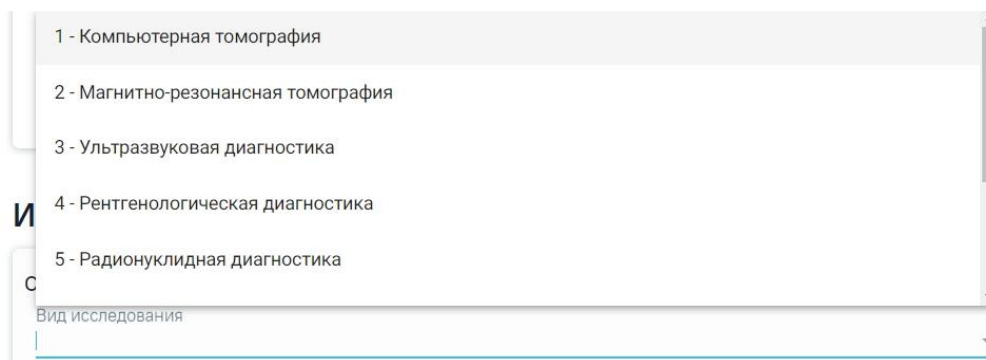 1 - Компьютерная томография
2 - Магнитно-резонансная томография
3 - Ультразвуковая диагностика
4 - Рентгенологическая диагностика
5 - Радионуклидная диагностика
Вид исследования